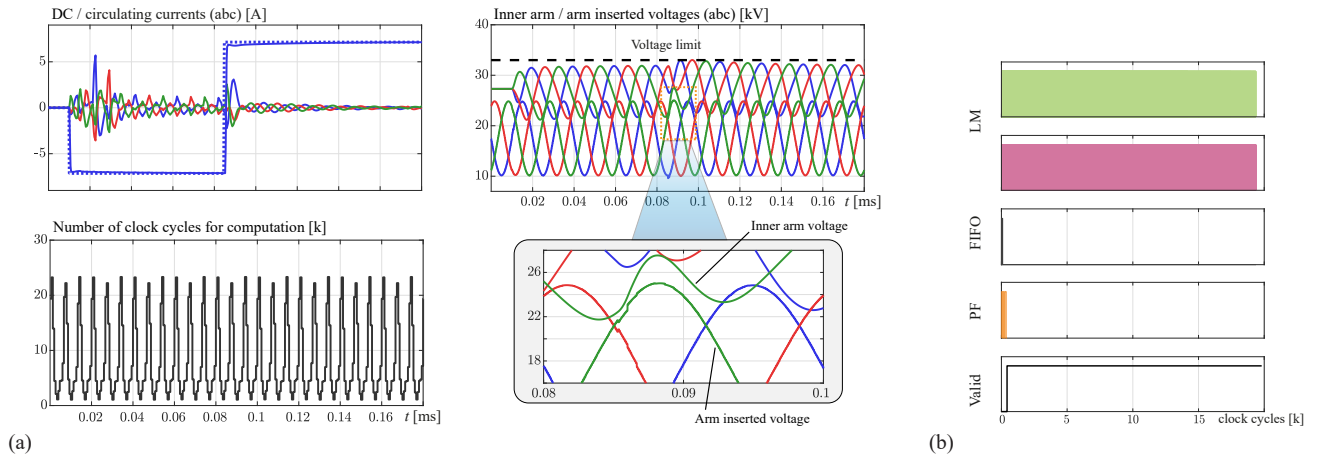 DC / circulating currents (abc) [A]
5
0
-5
Number of clock cycles for computation [k]
30
20
10
0
0.02 0.04 0.06 0.08 0.1 0.12 0.14 0.16 t [ms]
(a)
Inner arm / arm inserted voltages (abc) [kV]
40
30
20
10
Voltage limit
0.02 0.04 0.06 0.08 0.1 0.12 0.14 0.16 t [ms]
Inner arm voltage
26
24
22
21
18
0.08 0.09 0.1
Arm inserted voltage
LM
FIFO
PF
Valid
0 5 10 15 clock cycles [k]
(b)